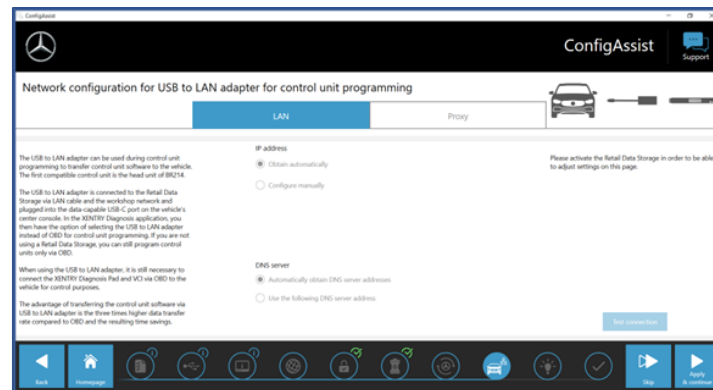 ConfigAssist
ConfigAssist
Support
Network configuration for USB to LAN adapter for control unit programming
LAN
Proxy
The USB to LAN adapter can be used during control unit
programming to transfer control unit software to the vehicle.
The first compatible control unit is the head unit of BR214.
The USB to LAN adapter is connected to the Retail Data
Storage via LAN cable and the workshop network and
plugged into the data-capable USB-C port on the vehicle's
center console. In the XENTRY Diagnosis application, you
then have the option of selecting the USB to LAN adapter
instead of OBD for control unit programming. If you are not
using a Retail Data Storage, you can still program control
units only via OBD.
When using the USB to LAN adapter, it is still necessary to
connect the XENTRY Diagnosis Pad and VCI via OBD to the
vehicle for control purposes.
The advantage of transferring the control unit software via
USB to LAN adapter is the three times higher data transfer
rate compared to OBD and the resulting time savings.
IP address
Obtain automatically
Configure manually
DNS server
Automatically obtain DNS server addresses
Use the following DNS server address
Please activate the Retail Data Storage in order to be able
to adjust settings on this page.
Test connection
Back
Homepage
Skip
Apply
& continue